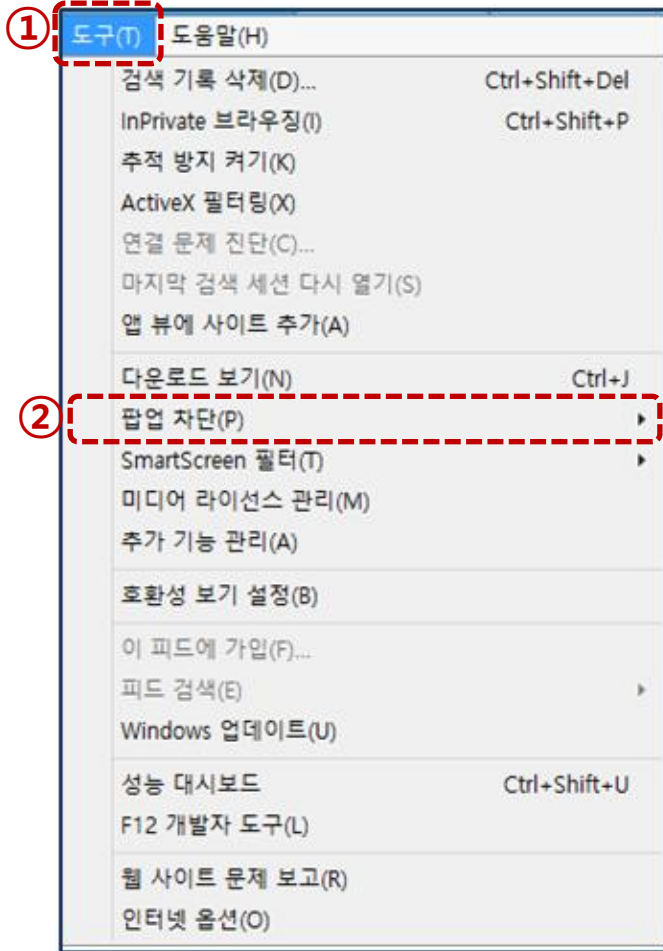 ① 도구(T) 도움말(H)
검색 기록 삭제(D)... Ctrl+Shift+Del
InPrivate 브라우징(I) Ctrl+Shift+P
추적 방지 켜기(K)
ActiveX 필터링(X)
연결 문제 진단(C)...
마지막 검색 세션 다시 열기(S)
앱 뷰에 사이트 추가(A)
다운로드 보기(N) Ctrl+J
② 팝업 차단(P)
SmartScreen 필터(T)
미디어 라이선스 관리(M)
추가 기능 관리(A)
호환성 보기 설정(B)
이 피드에 가입(F)...
피드 검색(E)
Windows 업데이트(U)
성능 대시보드 Ctrl+Shift+U
F12 개발자 도구(L)
웹 사이트 문제 보고(R)
인터넷 옵션(O)